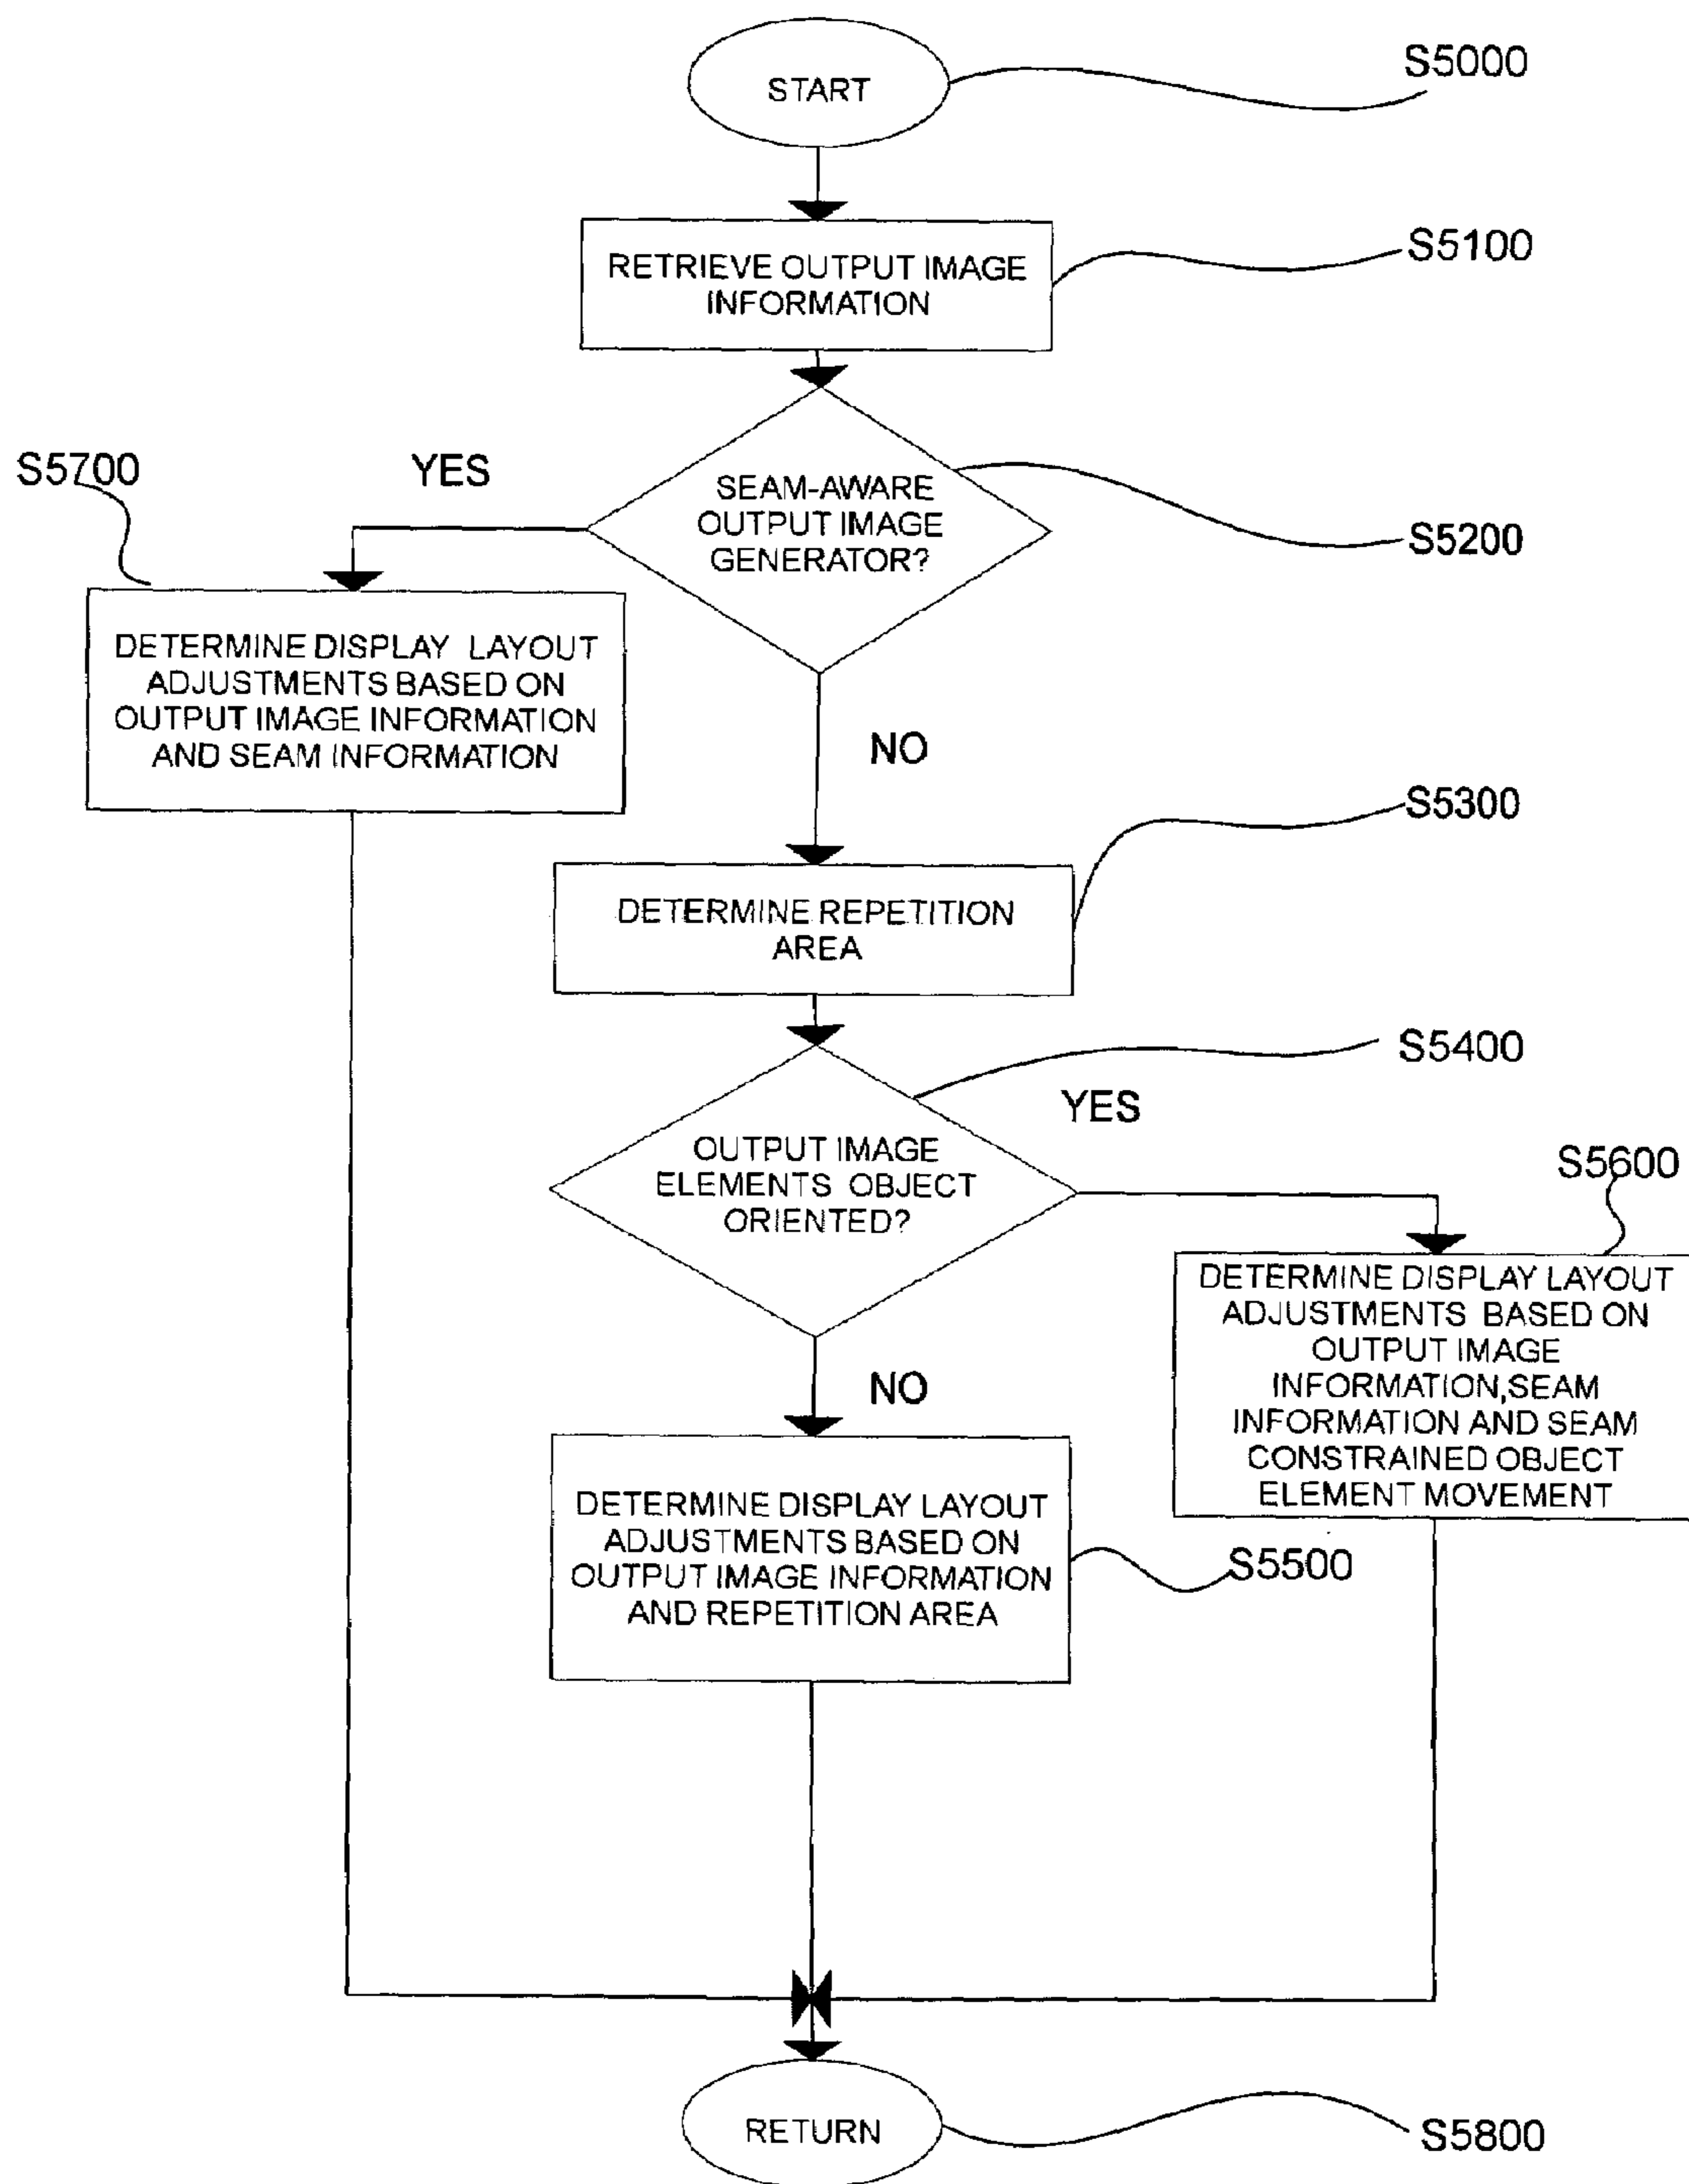 START
S5000
RETRIEVE OUTPUT IMAGE
INFORMATION
S5100
SEAM-AWARE
OUTPUT IMAGE
GENERATOR?
S5200
YES
S5700
DETERMINE DISPLAY LAYOUT
ADJUSTMENTS BASED ON
OUTPUT IMAGE INFORMATION
AND SEAM INFORMATION
NO
S5300
DETERMINE REPETITION
AREA
S5400
OUTPUT IMAGE
ELEMENTS OBJECT
ORIENTED?
YES
S5600
DETERMINE DISPLAY LAYOUT
ADJUSTMENTS BASED ON
OUTPUT IMAGE
INFORMATION,SEAM
INFORMATION AND SEAM
CONSTRAINED OBJECT
ELEMENT MOVEMENT
NO
DETERMINE DISPLAY LAYOUT
ADJUSTMENTS BASED ON
OUTPUT IMAGE INFORMATION
AND REPETITION AREA
S5500
RETURN
S5800